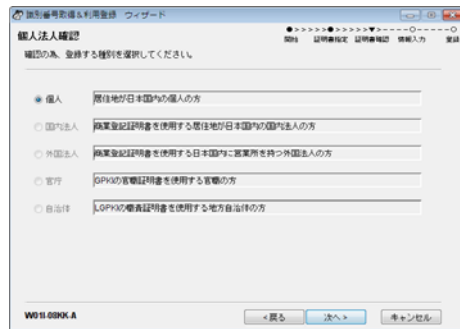 識別番号取得&利用登録 ウィザード
個人法人確認
●>>>>>●>>>>>▼>----○----○
開始 証明書指定 証明書確認 情報入力 登録
確認の為、登録する種別を選択してください。
個人 居住地が日本国内の個人の方
国内法人 商業登記証明書を使用する居住地が日本国内の国内法人の方
外国法人 商業登記証明書を使用する日本国内に営業所を持つ外国法人の方
官庁 GPKIの官職証明書を使用する官職の方
自治体 LGPKIの職責証明書を使用する地方自治体の方
W01I-08KK-A
<戻る 次へ> キャンセル